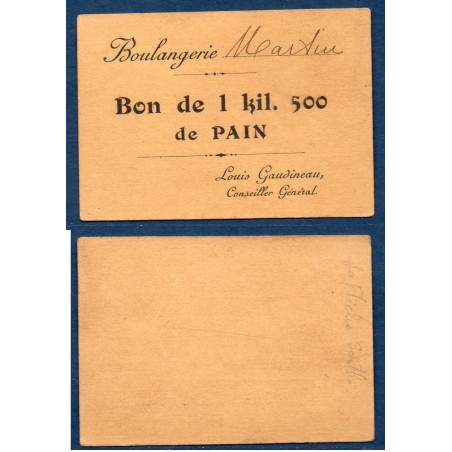 Boulangerie Martin
Bon de 1 kil. 500
de PAIN
Louis Gaudineau,
Conseiller Général.